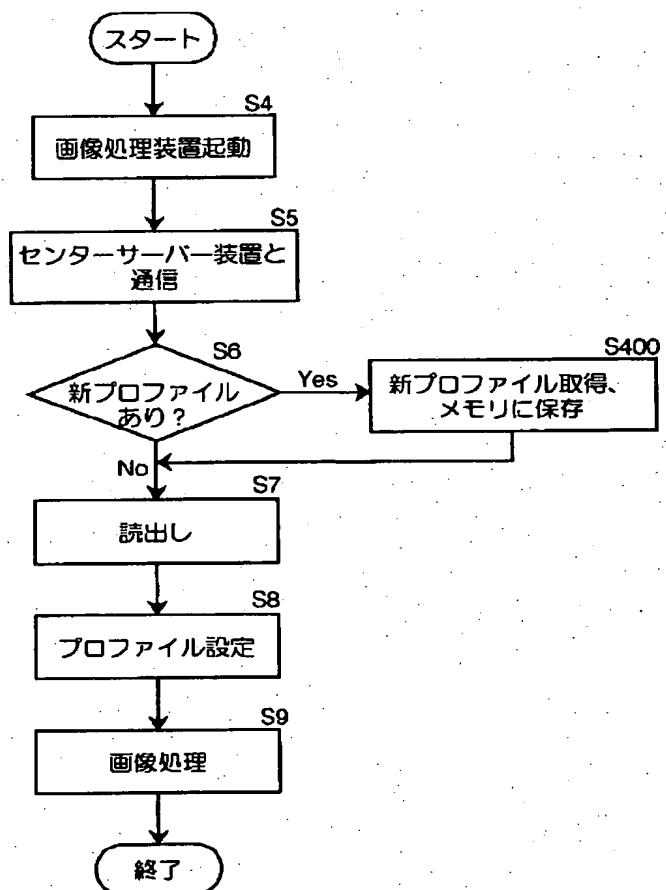 スタート
S4
画像処理装置起動
S5
センターサーバー装置と
通信
S6
新プロファイル
あり?
Yes
S400
新プロファイル取得、
メモリに保存
No
S7
読出し
S8
プロファイル設定
S9
画像処理
終了